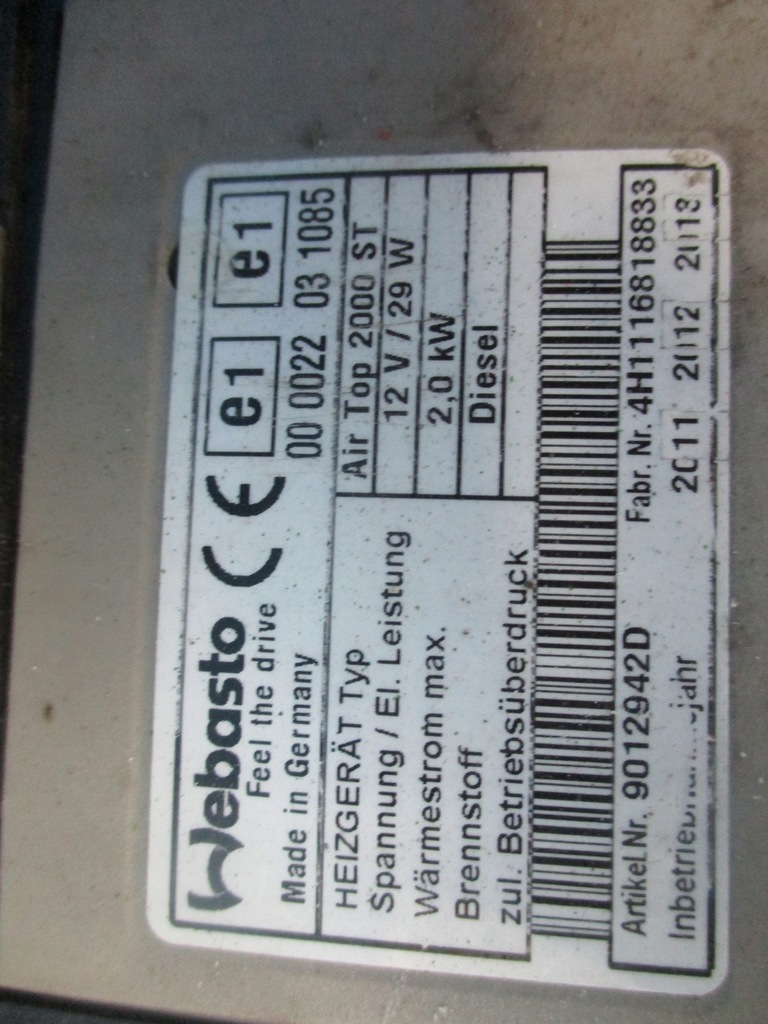 Webasto
Feel the drive
Made in Germany
CE e1 e1
00 0022 03 1085
HEIZGERÄT Typ Air Top 2000 ST
Spannung / El. Leistung 12 V / 29 W
Wärmestrom max. 2,0 kW
Brennstoff Diesel
zul. Betriebsüberdruck
Artikel Nr. 9012942D Fabr. Nr. 4H1116818833
2011 2012 2013